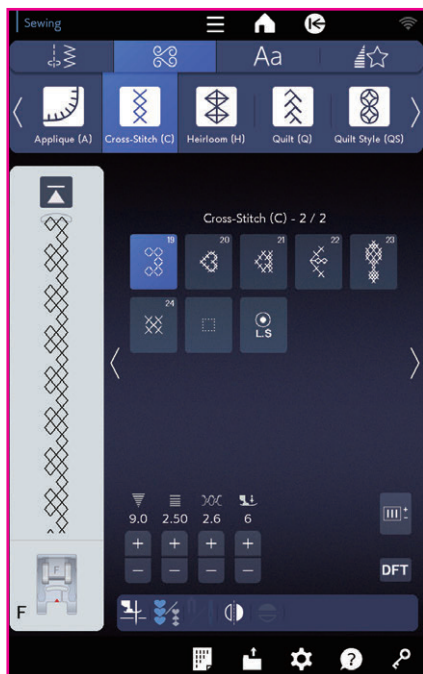 Sewing
Aa
Applique (A) Cross-Stitch (C) Heirloom (H) Quilt (Q) Quilt Style (QS)
Cross-Stitch (C) - 2 / 2
19 20 21 22 23
24
L.S
9.0 2.50 2.6 6
+ + + +
− − − −
DFT
F
F
?